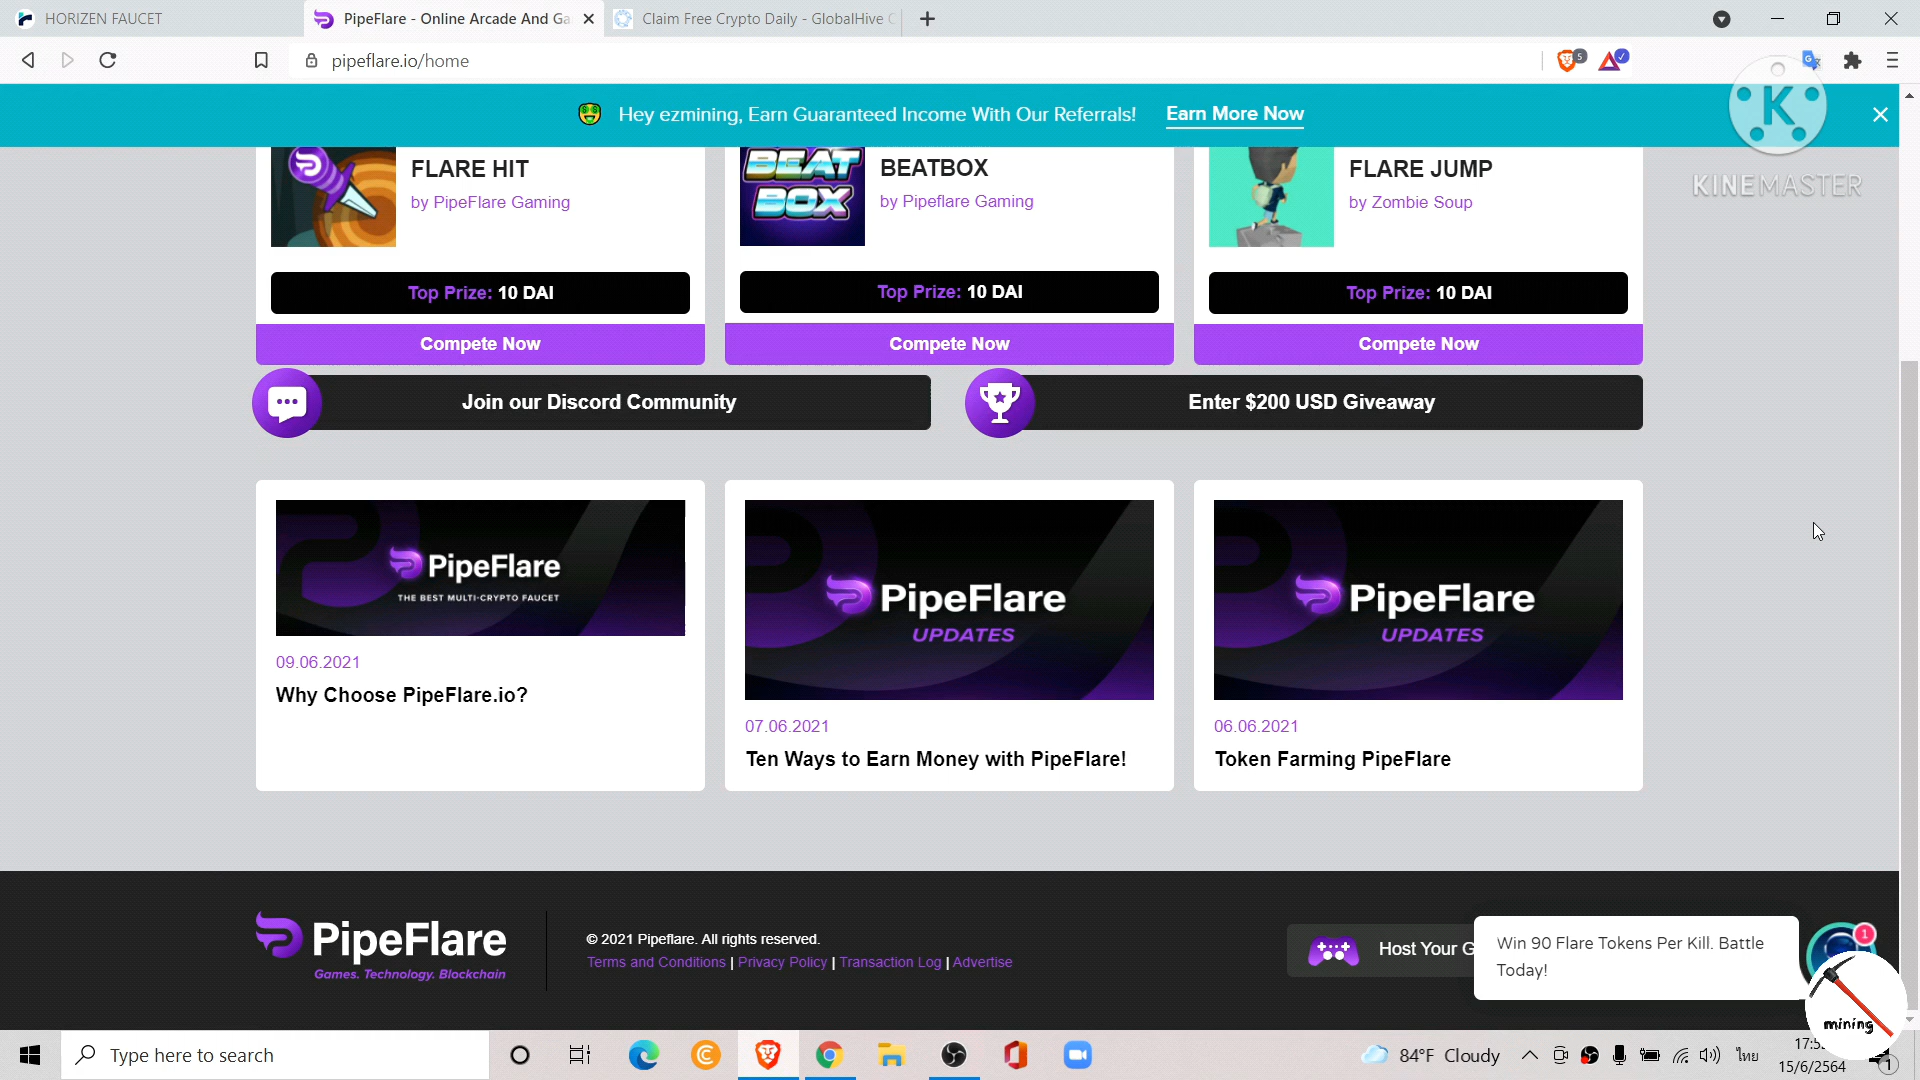 HORIZEN FAUCET
PipeFlare - Online Arcade And Ga
Claim Free Crypto Daily - GlobalHive C
pipeflare.io/home
5
Hey ezmining, Earn Guaranteed Income With Our Referrals! Earn More Now
K
KINEMASTER
FLARE HIT
by PipeFlare Gaming
Top Prize: 10 DAI
Compete Now
BEAT BOX
BEATBOX
by Pipeflare Gaming
Top Prize: 10 DAI
Compete Now
FLARE JUMP
by Zombie Soup
Top Prize: 10 DAI
Compete Now
Join our Discord Community
Enter $200 USD Giveaway
PipeFlare
THE BEST MULTI-CRYPTO FAUCET
09.06.2021
Why Choose PipeFlare.io?
PipeFlare
UPDATES
07.06.2021
Ten Ways to Earn Money with PipeFlare!
PipeFlare
UPDATES
06.06.2021
Token Farming PipeFlare
PipeFlare
Games. Technology. Blockchain
© 2021 Pipeflare. All rights reserved.
Terms and Conditions | Privacy Policy | Transaction Log | Advertise
Host Your G
Win 90 Flare Tokens Per Kill. Battle
Today!
1
mining
Type here to search
84°F Cloudy
ไทย
15/6/2564
1